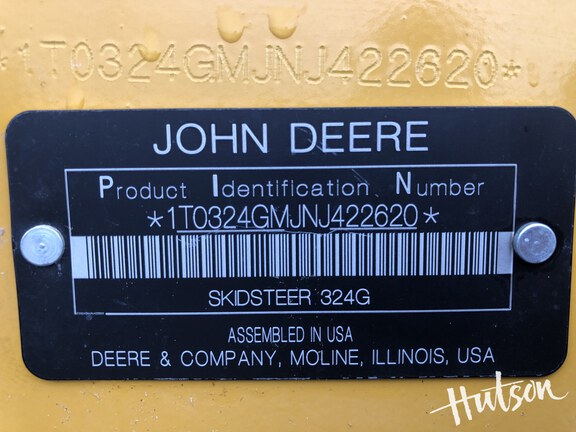 1T0324GMJNJ422620*
JOHN DEERE
Product Identification Number
*1T0324GMJNJ422620*
SKIDSTEER 324G
ASSEMBLED IN USA
DEERE & COMPANY, MOLINE, ILLINOIS, USA
Hutson